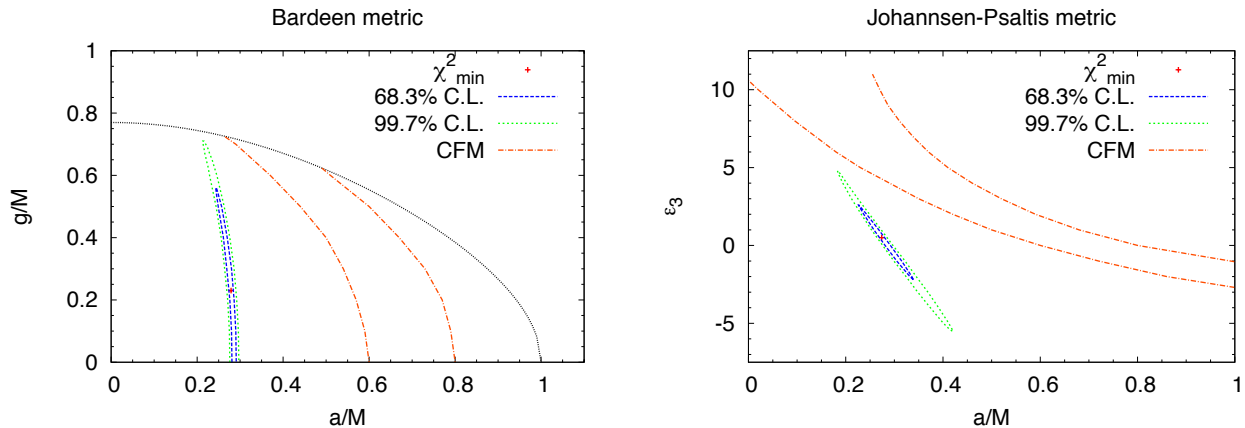 Bardeen metric
1
0.8
0.6
0.4
0.2
0
g/M
0 0.2 0.4 0.6 0.8 1
a/M
χ²min
68.3% C.L.
99.7% C.L.
CFM
Johannsen-Psaltis metric
10
5
0
-5
ε3
0 0.2 0.4 0.6 0.8 1
a/M
χ²min
68.3% C.L.
99.7% C.L.
CFM